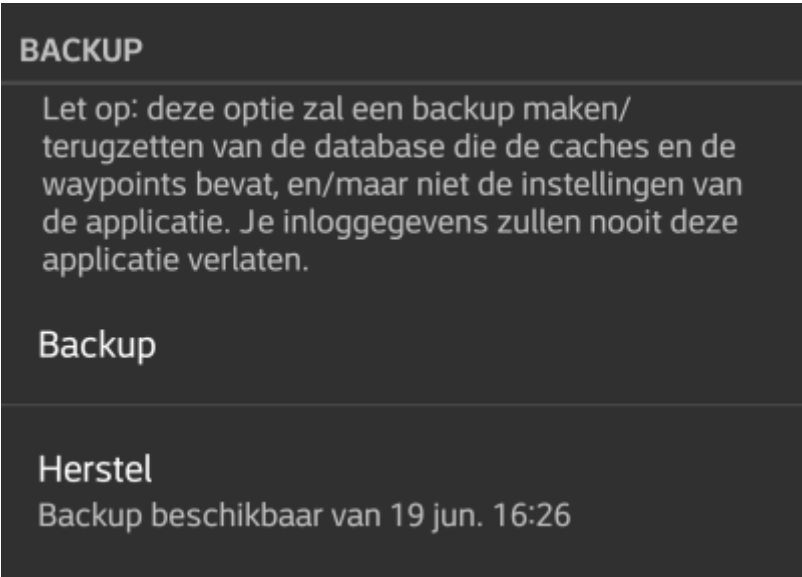 BACKUP
Let op: deze optie zal een backup maken/
terugzetten van de database die de caches en de
waypoints bevat, en/maar niet de instellingen van
de applicatie. Je inloggegevens zullen nooit deze
applicatie verlaten.
Backup
Herstel
Backup beschikbaar van 19 jun. 16:26